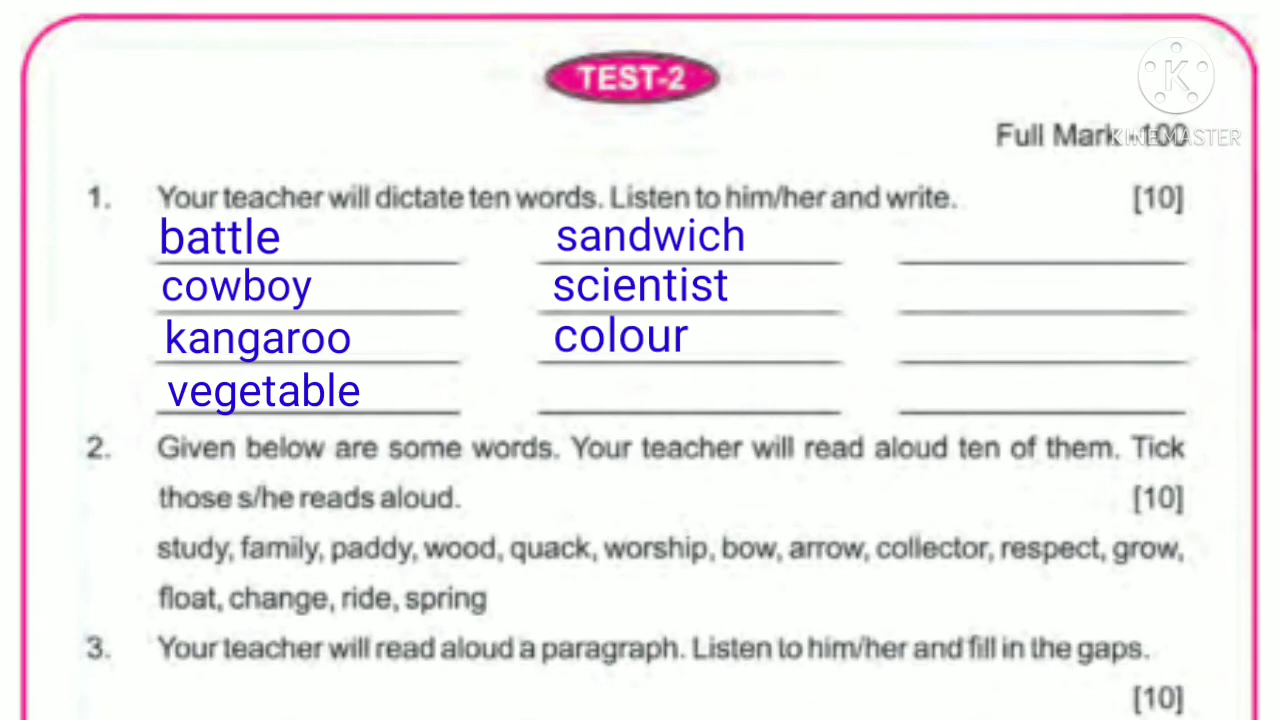 TEST-2
KINEMASTER
Full Mark-100
1. Your teacher will dictate ten words. Listen to him/her and write. [10]
battle sandwich
cowboy scientist
kangaroo colour
vegetable
2. Given below are some words. Your teacher will read aloud ten of them. Tick
those s/he reads aloud. [10]
study, family, paddy, wood, quack, worship, bow, arrow, collector, respect, grow,
float, change, ride, spring
3. Your teacher will read aloud a paragraph. Listen to him/her and fill in the gaps.
[10]